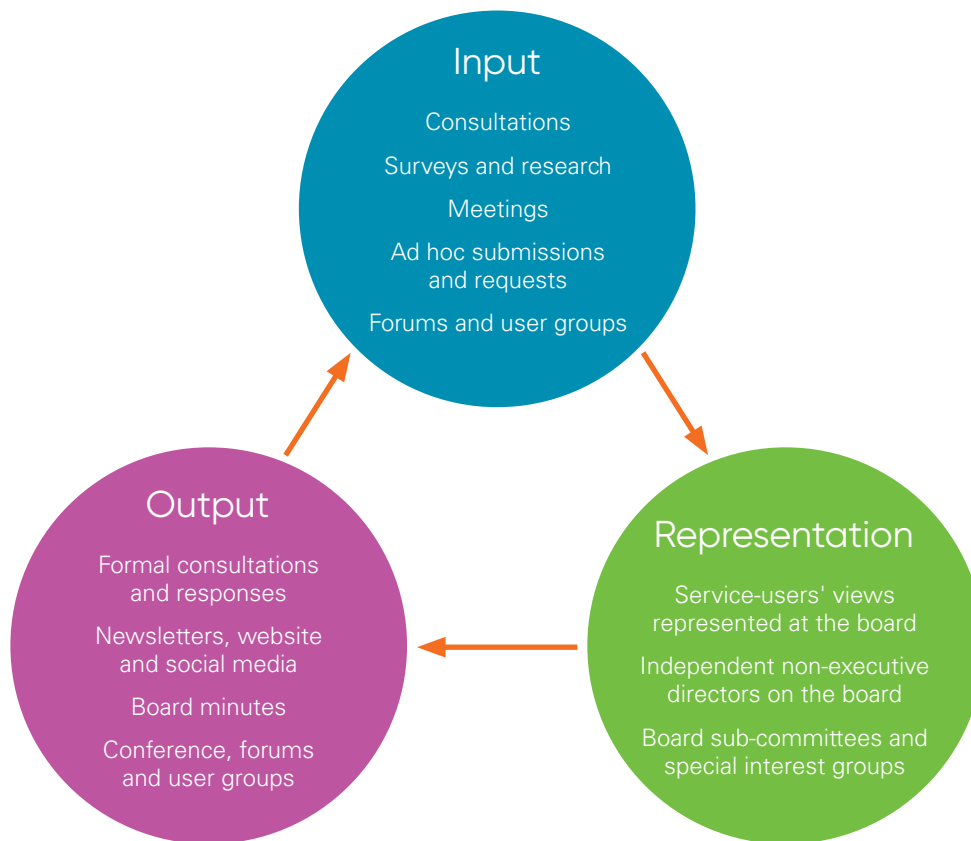 Input
Consultations
Surveys and research
Meetings
Ad hoc submissions
and requests
Forums and user groups
Output
Formal consultations
and responses
Newsletters, website
and social media
Board minutes
Conference, forums
and user groups
Representation
Service-users' views
represented at the board
Independent non-executive
directors on the board
Board sub-committees and
special interest groups